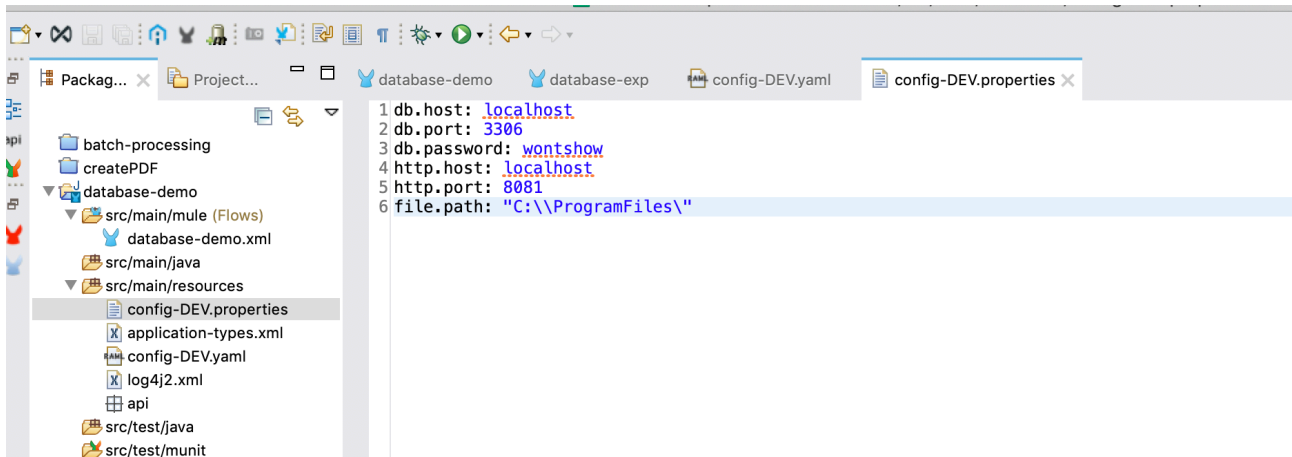 Packag...
Project...
database-demo
database-exp
config-DEV.yaml
config-DEV.properties
api
batch-processing
createPDF
database-demo
src/main/mule (Flows)
database-demo.xml
src/main/java
src/main/resources
config-DEV.properties
application-types.xml
RAML config-DEV.yaml
log4j2.xml
api
src/test/java
src/test/munit
1 db.host: localhost
2 db.port: 3306
3 db.password: wontshow
4 http.host: localhost
5 http.port: 8081
6 file.path: "C:\\ProgramFiles\"